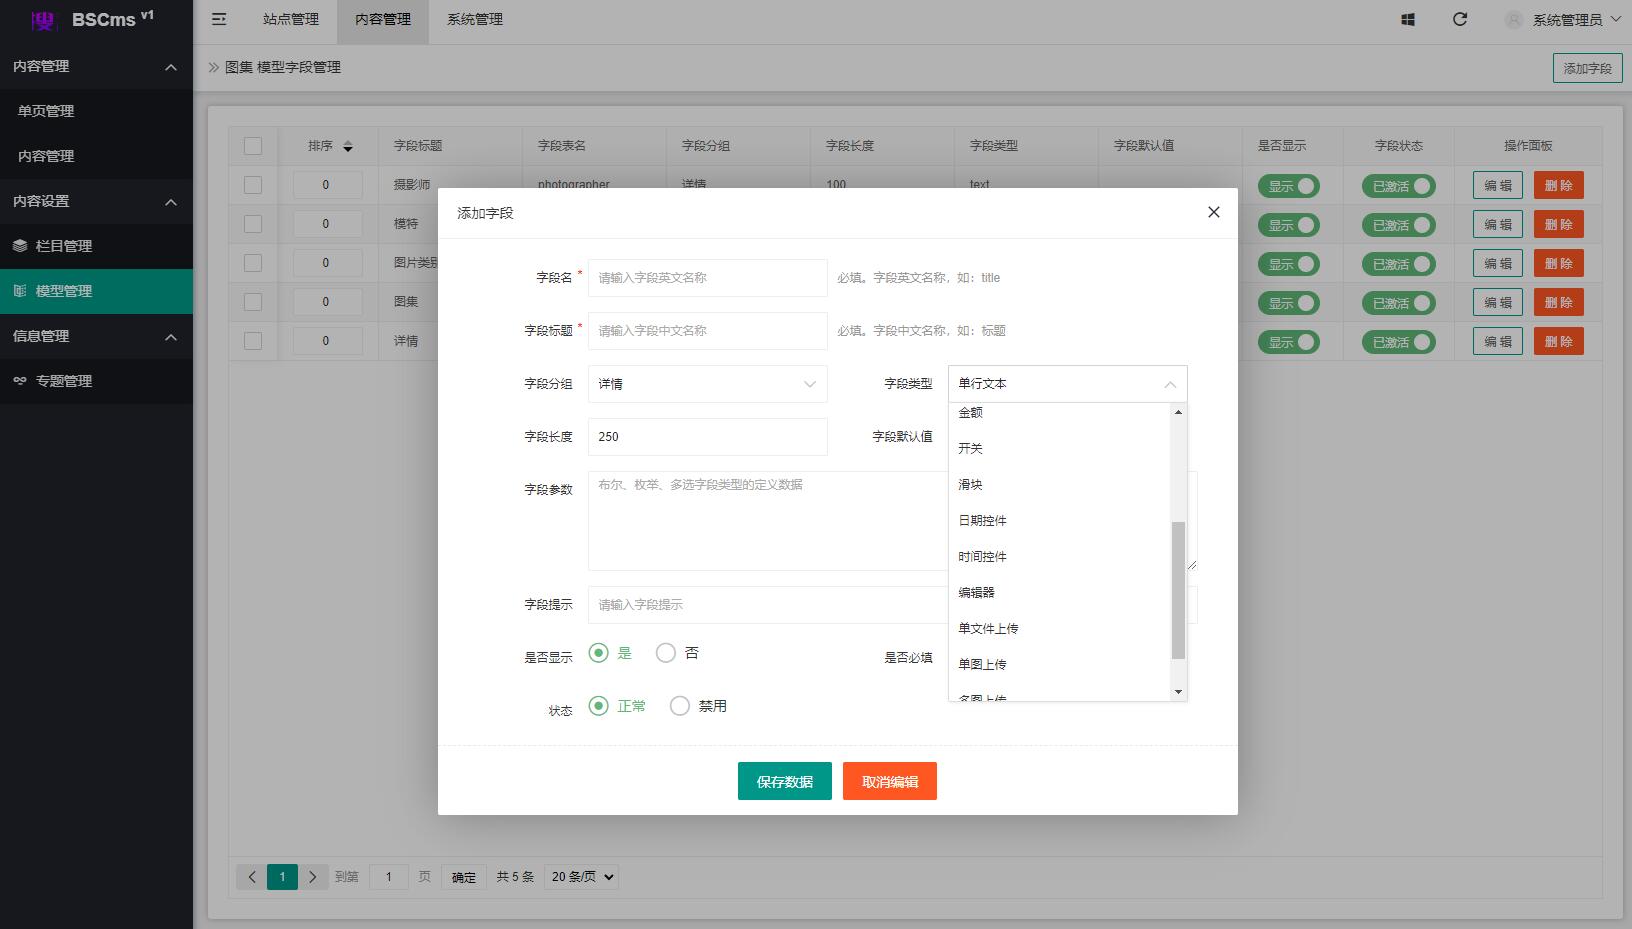 BSCms v1
站点管理 内容管理 系统管理
系统管理员
内容管理
单页管理
内容管理
内容设置
栏目管理
模型管理
信息管理
专题管理
图集 模型字段管理
添加字段
排序 字段标题 字段表名 字段分组 字段长度 字段类型 字段默认值 是否显示 字段状态 操作面板
0 摄影师 photographer 详情 100 text 显示 已激活 编辑 删除
0 模特 显示 已激活 编辑 删除
0 图片类别 显示 已激活 编辑 删除
0 图集 显示 已激活 编辑 删除
0 详情 显示 已激活 编辑 删除
添加字段
字段名 * 请输入字段英文名称 必填。字段英文名称，如：title
字段标题 * 请输入字段中文名称 必填。字段中文名称，如：标题
字段分组 详情 字段类型 单行文本
字段长度 250 字段默认值
金额
开关
滑块
日期控件
时间控件
编辑器
单文件上传
单图上传
多图上传
字段参数 布尔、枚举、多选字段类型的定义数据
字段提示 请输入字段提示
是否显示 是 否 是否必填
状态 正常 禁用
保存数据 取消编辑
1 到第 1 页 确定 共 5 条 20 条/页